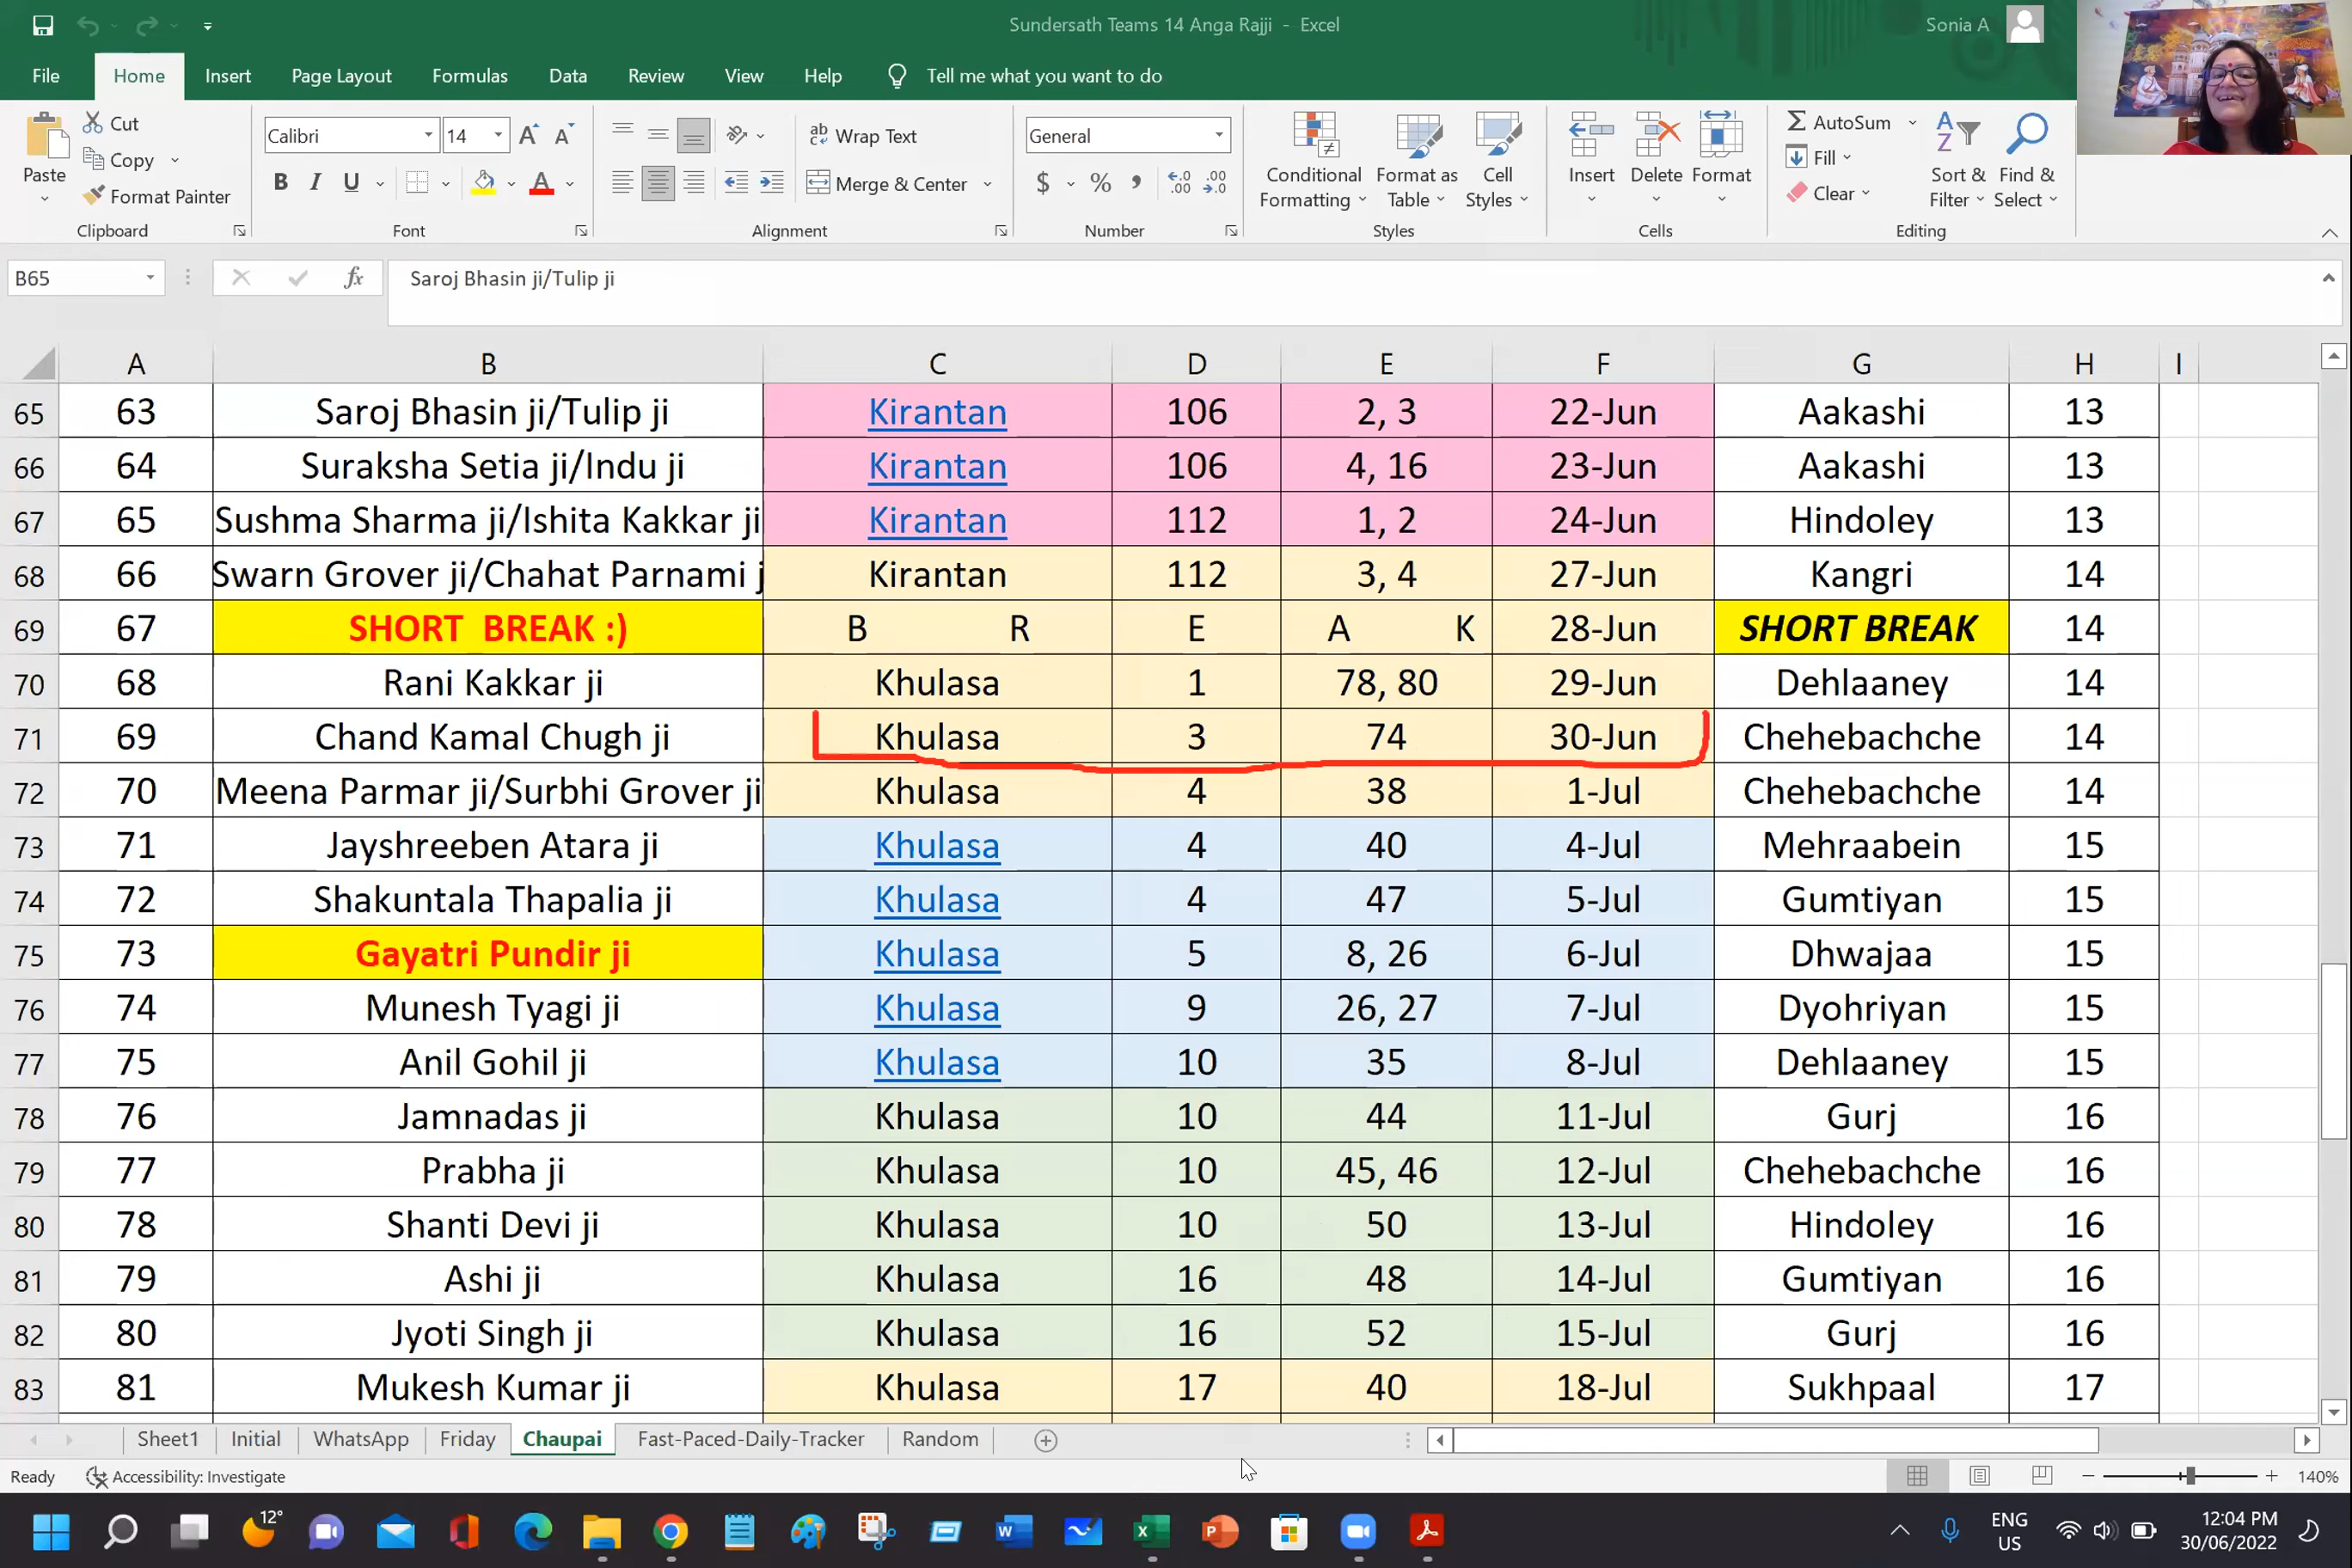 Sundersath Teams 14 Anga Rajji - Excel
Sonia A
File Home Insert Page Layout Formulas Data Review View Help Tell me what you want to do
Paste
Cut
Copy
Format Painter
Clipboard
Calibri 14
B I U
Font
Wrap Text
Merge & Center
Alignment
General
$ % ,
Number
Conditional Formatting
Format as Table
Cell Styles
Styles
Insert Delete Format
Cells
AutoSum
Fill
Clear
Sort & Filter
Find & Select
Editing
B65 fx Saroj Bhasin ji/Tulip ji
A B C D E F G H I
65 63 Saroj Bhasin ji/Tulip ji Kirantan 106 2, 3 22-Jun Aakashi 13
66 64 Suraksha Setia ji/Indu ji Kirantan 106 4, 16 23-Jun Aakashi 13
67 65 Sushma Sharma ji/Ishita Kakkar ji Kirantan 112 1, 2 24-Jun Hindoley 13
68 66 Swarn Grover ji/Chahat Parnami j Kirantan 112 3, 4 27-Jun Kangri 14
69 67 SHORT BREAK :) B R E A K 28-Jun SHORT BREAK 14
70 68 Rani Kakkar ji Khulasa 1 78, 80 29-Jun Dehlaaney 14
71 69 Chand Kamal Chugh ji Khulasa 3 74 30-Jun Chehebachche 14
72 70 Meena Parmar ji/Surbhi Grover ji Khulasa 4 38 1-Jul Chehebachche 14
73 71 Jayshreeben Atara ji Khulasa 4 40 4-Jul Mehraabein 15
74 72 Shakuntala Thapalia ji Khulasa 4 47 5-Jul Gumtiyan 15
75 73 Gayatri Pundir ji Khulasa 5 8, 26 6-Jul Dhwajaa 15
76 74 Munesh Tyagi ji Khulasa 9 26, 27 7-Jul Dyohriyan 15
77 75 Anil Gohil ji Khulasa 10 35 8-Jul Dehlaaney 15
78 76 Jamnadas ji Khulasa 10 44 11-Jul Gurj 16
79 77 Prabha ji Khulasa 10 45, 46 12-Jul Chehebachche 16
80 78 Shanti Devi ji Khulasa 10 50 13-Jul Hindoley 16
81 79 Ashi ji Khulasa 16 48 14-Jul Gumtiyan 16
82 80 Jyoti Singh ji Khulasa 16 52 15-Jul Gurj 16
83 81 Mukesh Kumar ji Khulasa 17 40 18-Jul Sukhpaal 17
Sheet1 Initial WhatsApp Friday Chaupai Fast-Paced-Daily-Tracker Random
Ready Accessibility: Investigate 140%
12°
ENG
US
12:04 PM
30/06/2022